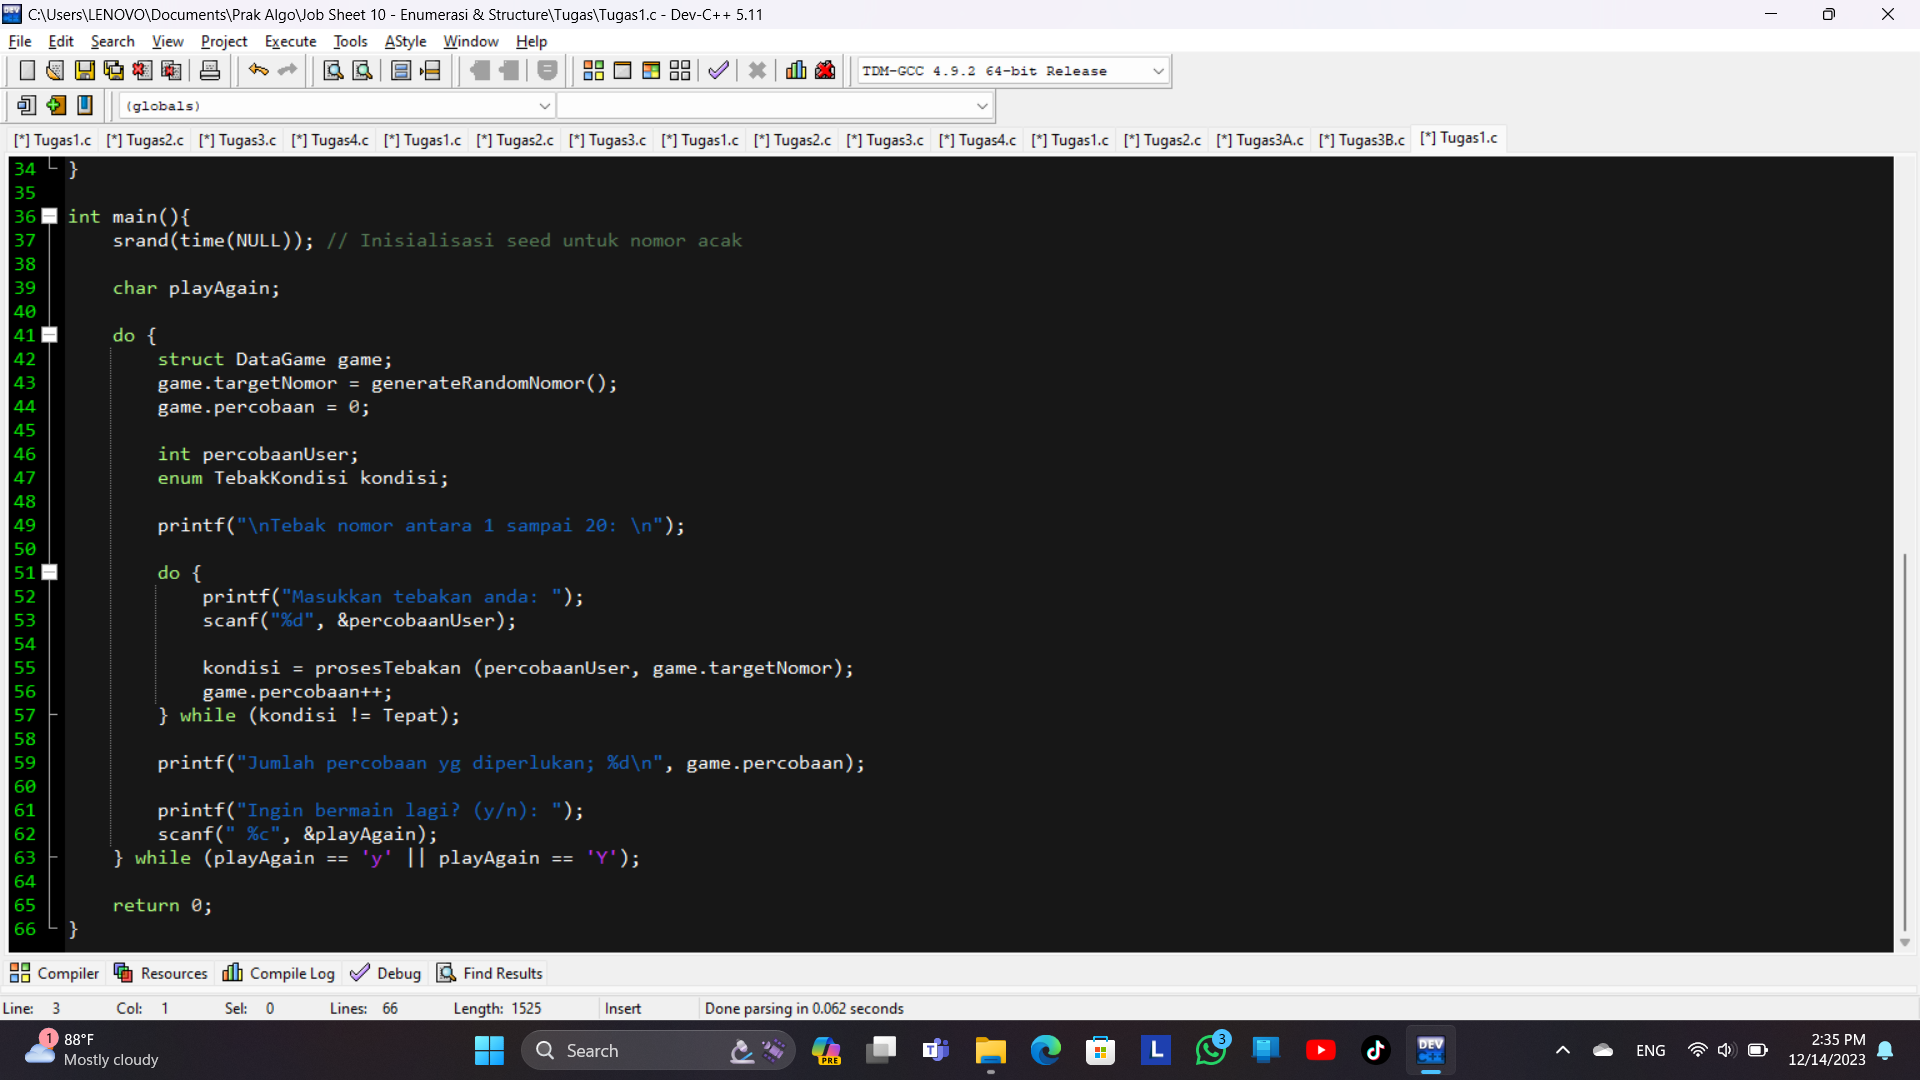 C:\Users\LENOVO\Documents\Prak Algo\Job Sheet 10 - Enumerasi & Structure\Tugas\Tugas1.c - Dev-C++ 5.11
File Edit Search View Project Execute Tools AStyle Window Help
TDM-GCC 4.9.2 64-bit Release
(globals)
[*] Tugas1.c [*] Tugas2.c [*] Tugas3.c [*] Tugas4.c [*] Tugas1.c [*] Tugas2.c [*] Tugas3.c [*] Tugas1.c [*] Tugas2.c [*] Tugas3.c [*] Tugas4.c [*] Tugas1.c [*] Tugas2.c [*] Tugas3A.c [*] Tugas3B.c [*] Tugas1.c
34 }
35
36 int main(){
37 srand(time(NULL)); // Inisialisasi seed untuk nomor acak
38
39 char playAgain;
40
41 do {
42 struct DataGame game;
43 game.targetNomor = generateRandomNomor();
44 game.percobaan = 0;
45
46 int percobaanUser;
47 enum TebakKondisi kondisi;
48
49 printf("\nTebak nomor antara 1 sampai 20: \n");
50
51 do {
52 printf("Masukkan tebakan anda: ");
53 scanf("%d", &percobaanUser);
54
55 kondisi = prosesTebakan (percobaanUser, game.targetNomor);
56 game.percobaan++;
57 } while (kondisi != Tepat);
58
59 printf("Jumlah percobaan yg diperlukan; %d\n", game.percobaan);
60
61 printf("Ingin bermain lagi? (y/n): ");
62 scanf(" %c", &playAgain);
63 } while (playAgain == 'y' || playAgain == 'Y');
64
65 return 0;
66 }
Compiler Resources Compile Log Debug Find Results
Line: 3 Col: 1 Sel: 0 Lines: 66 Length: 1525 Insert Done parsing in 0.062 seconds
1 88°F
Mostly cloudy
Search
PRE
L
3
DEV
C++
ENG
2:35 PM
12/14/2023